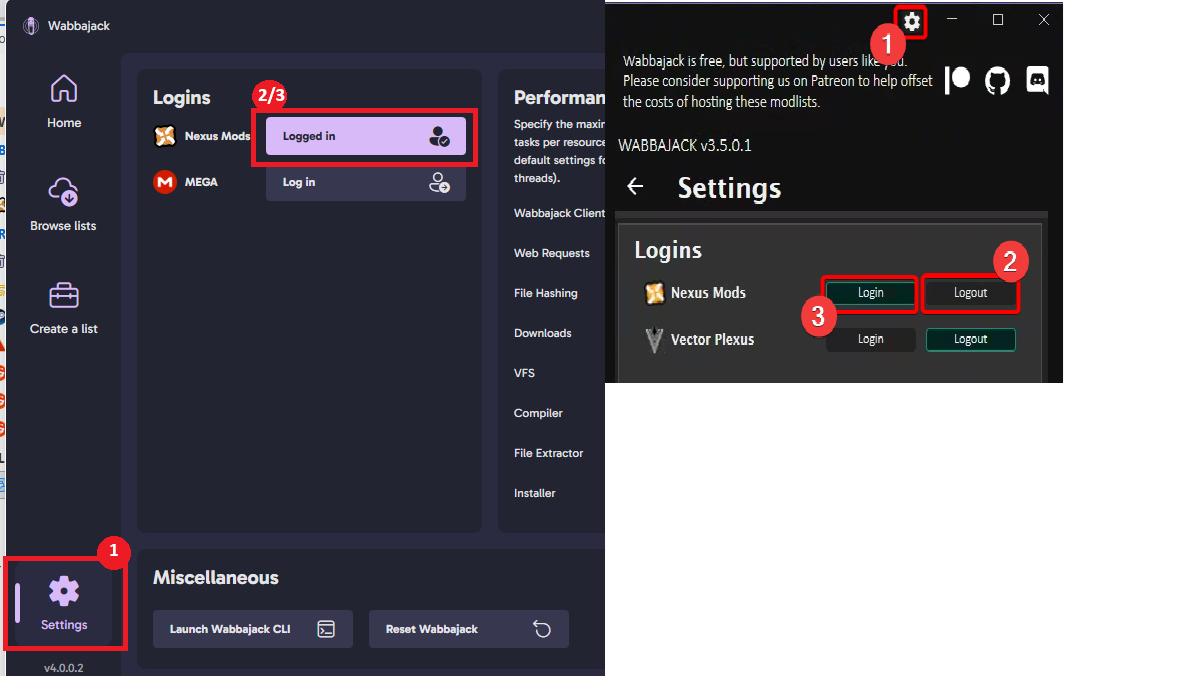 Wabbajack
Home
Browse lists
Create a list
1
Settings
v4.0.0.2
Logins
2/3
Nexus Mods
Logged in
MEGA
Log in
Performan
Specify the maxim
tasks per resource
default settings fo
threads).
Wabbajack Client
Web Requests
File Hashing
Downloads
VFS
Compiler
File Extractor
Installer
Miscellaneous
Launch Wabbajack CLI
Reset Wabbajack
1
Wabbajack is free, but supported by users like you.
Please consider supporting us on Patreon to help offset
the costs of hosting these modlists.
WABBAJACK v3.5.0.1
Settings
Logins
2
Nexus Mods
Login
Logout
3
Vector Plexus
Login
Logout